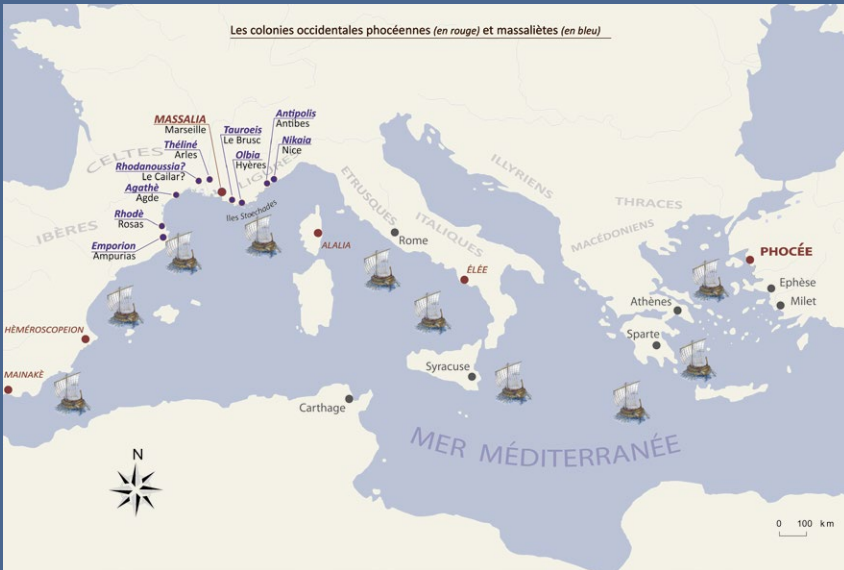 Les colonies occidentales phocéennes (en rouge) et massaliètes (en bleu)
MASSALIA
Marseille
Antipolis
Antibes
Tauroeis
Le Brusc
Nikaia
Nice
Théliné
Arles
Olbia
Hyères
CELTES
LIGURES
Rhodanoussia?
Le Cailar?
Agathè
Agde
Iles Stoechades
Rhodè
Rosas
IBÈRES
Emporion
Ampurias
ETRUSQUES
ITALIQUES
ILLYRIENS
THRACES
MACÉDONIENS
Rome
ALALIA
ÉLÉE
PHOCÉE
Ephèse
Milet
Athènes
Sparte
HÈMÉROSCOPEION
MAINAKÈ
Syracuse
Carthage
MER MÉDITERRANÉE
N
0 100 km